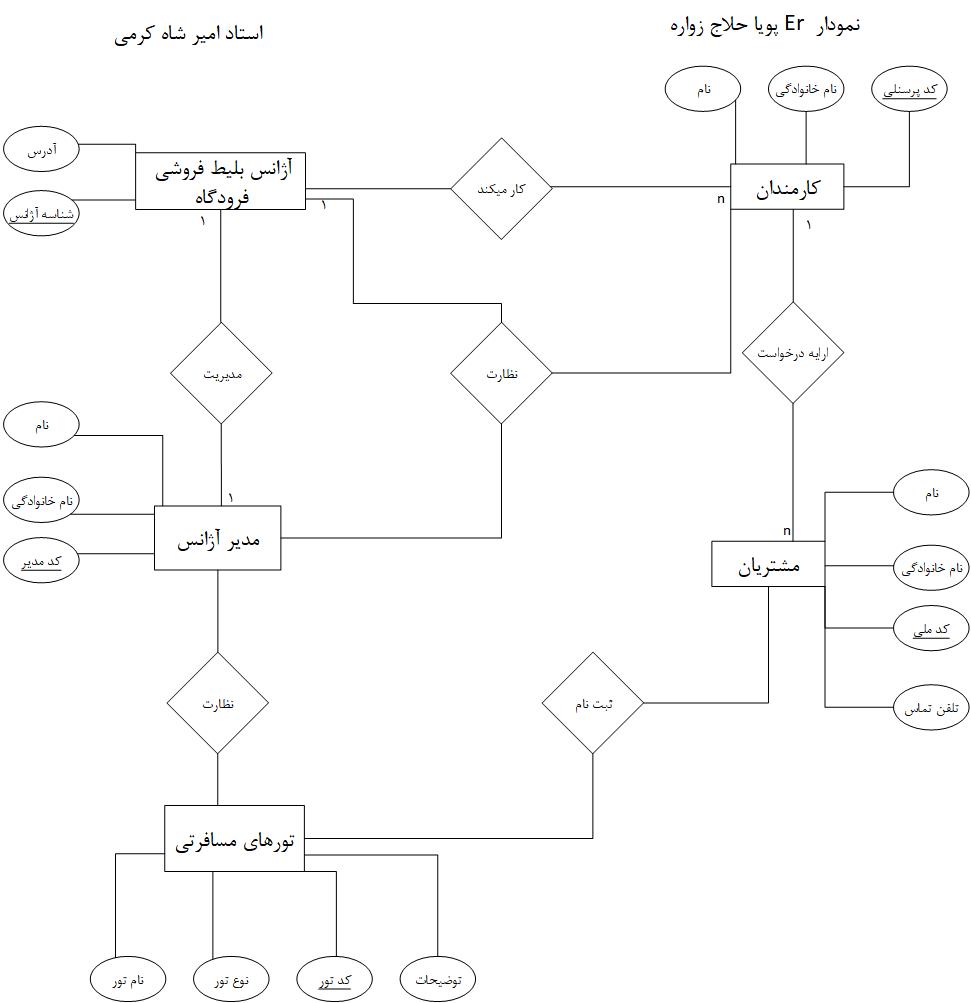 نمودار Er پویا حلاج زواره
استاد امیر شاه کرمی
کد پرسنلی
نام خانوادگی
نام
آدرس
شناسه آژانس
آژانس بلیط فروشی
فرودگاه
۱
۱
کار میکند
کارمندان
n
۱
مدیریت
نظارت
ارایه درخواست
نام
نام خانوادگی
کد مدیر
۱
مدیر آژانس
n
مشتریان
نام
نام خانوادگی
کد ملی
تلفن تماس
نظارت
ثبت نام
تورهای مسافرتی
توضیحات
کد تور
نوع تور
نام تور